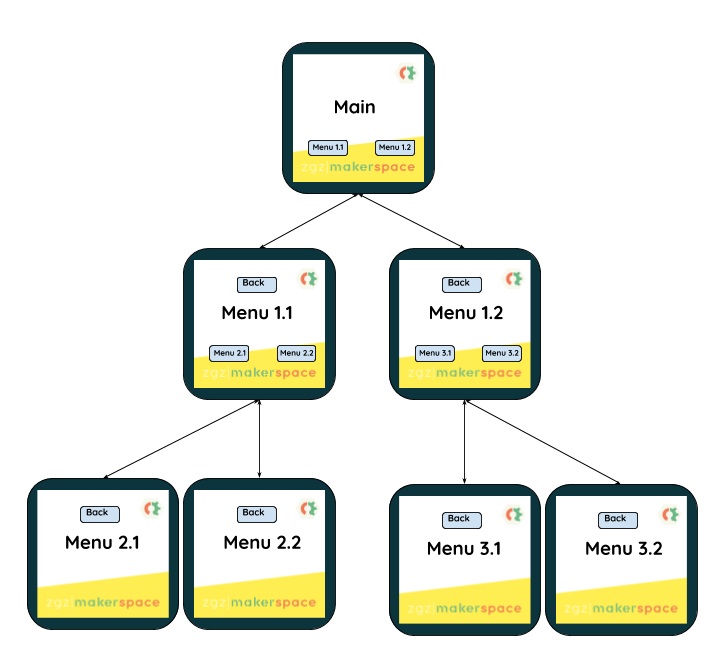 Main
Menu 1.1 Menu 1.2
zgz|makerspace
Back Back
Menu 1.1 Menu 1.2
Menu 2.1 Menu 2.2 Menu 3.1 Menu 3.2
zgz|makerspace zgz|makerspace
Back Back Back Back
Menu 2.1 Menu 2.2 Menu 3.1 Menu 3.2
zgz|makerspace zgz|makerspace zgz|makerspace zgz|makerspace